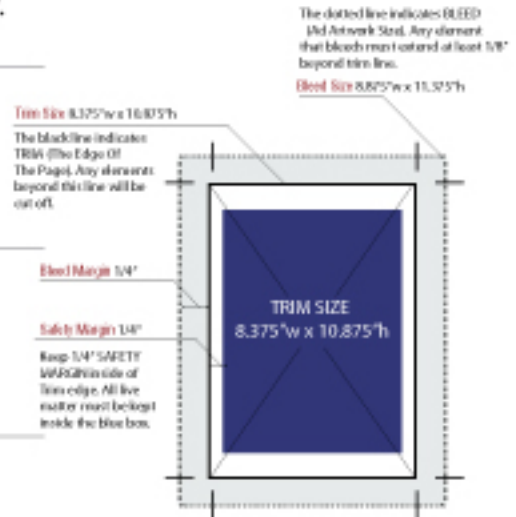 The dotted line indicates BLEED
(Ad Artwork Size). Any element
that bleeds must extend at least 1/8"
beyond trim line.
Bleed Size 8.875"w x 11.375"h
Trim Size 8.375"w x 10.875"h
The black line indicates
TRIM (The Edge Of
The Page). Any elements
beyond this line will be
cut off.
Bleed Margin 1/4"
TRIM SIZE
8.375"w x 10.875"h
Safety Margin 1/4"
Keep 1/4" SAFETY
MARGIN inside of
Trim edge. All live
matter must be kept
inside the blue box.